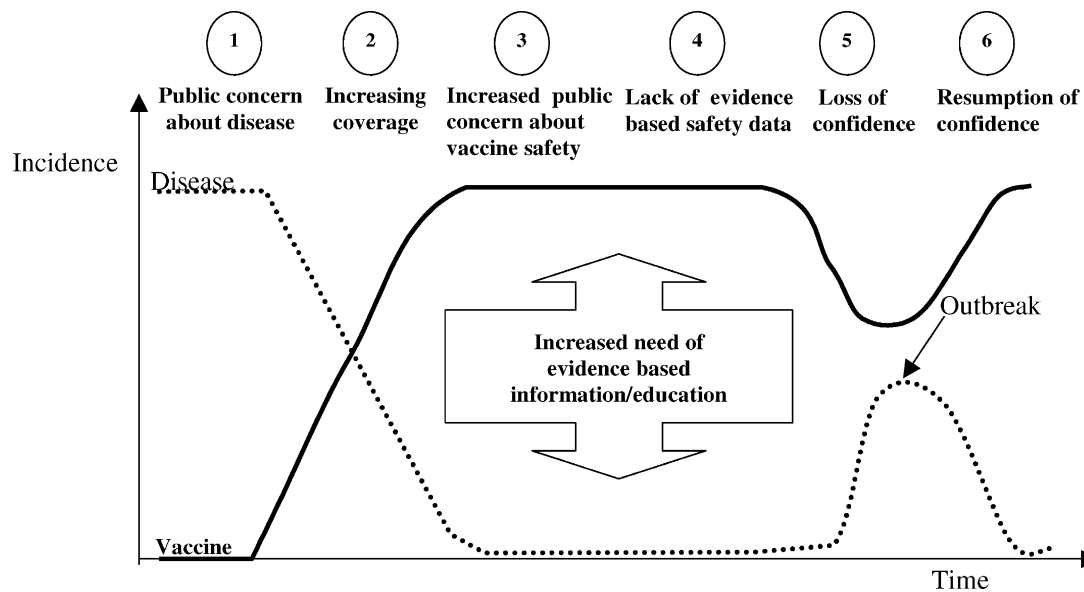 1
2
3
4
5
6
Public concern
about disease
Increasing
coverage
Increased public
concern about
vaccine safety
Lack of evidence
based safety data
Loss of
confidence
Resumption of
confidence
Incidence
Disease
Outbreak
Increased need of
evidence based
information/education
Vaccine
Time